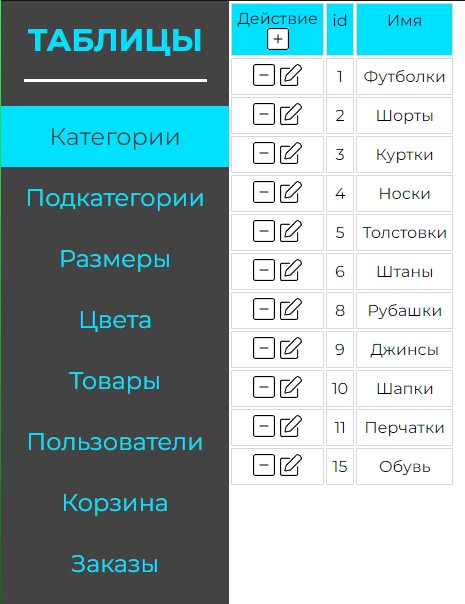 ТАБЛИЦЫ
Категории
Подкатегории
Размеры
Цвета
Товары
Пользователи
Корзина
Заказы
Действие id Имя
1 Футболки
2 Шорты
3 Куртки
4 Носки
5 Толстовки
6 Штаны
8 Рубашки
9 Джинсы
10 Шапки
11 Перчатки
15 Обувь